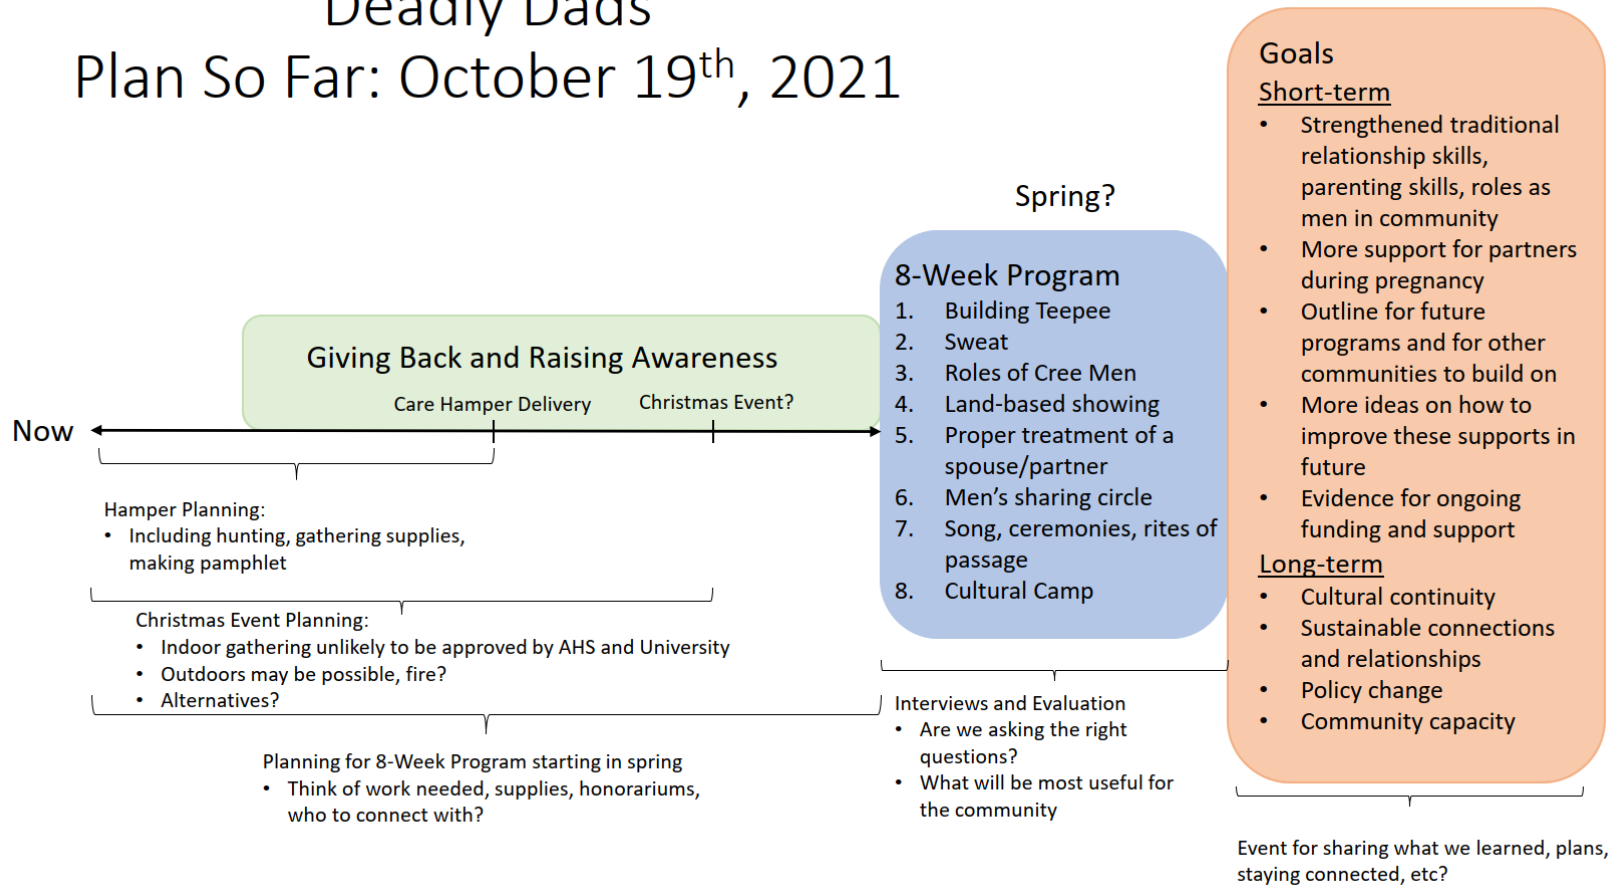 Deadly Dads
Plan So Far: October 19th, 2021
Goals
Short-term
• Strengthened traditional
relationship skills,
parenting skills, roles as
men in community
• More support for partners
during pregnancy
• Outline for future
programs and for other
communities to build on
• More ideas on how to
improve these supports in
future
• Evidence for ongoing
funding and support
Long-term
• Cultural continuity
• Sustainable connections
and relationships
• Policy change
• Community capacity
Spring?
8-Week Program
1. Building Teepee
2. Sweat
3. Roles of Cree Men
4. Land-based showing
5. Proper treatment of a
spouse/partner
6. Men's sharing circle
7. Song, ceremonies, rites of
passage
8. Cultural Camp
Giving Back and Raising Awareness
Care Hamper Delivery
Christmas Event?
Now
Hamper Planning:
• Including hunting, gathering supplies,
making pamphlet
Christmas Event Planning:
• Indoor gathering unlikely to be approved by AHS and University
• Outdoors may be possible, fire?
• Alternatives?
Planning for 8-Week Program starting in spring
• Think of work needed, supplies, honorariums,
who to connect with?
Interviews and Evaluation
• Are we asking the right
questions?
• What will be most useful for
the community
Event for sharing what we learned, plans,
staying connected, etc?